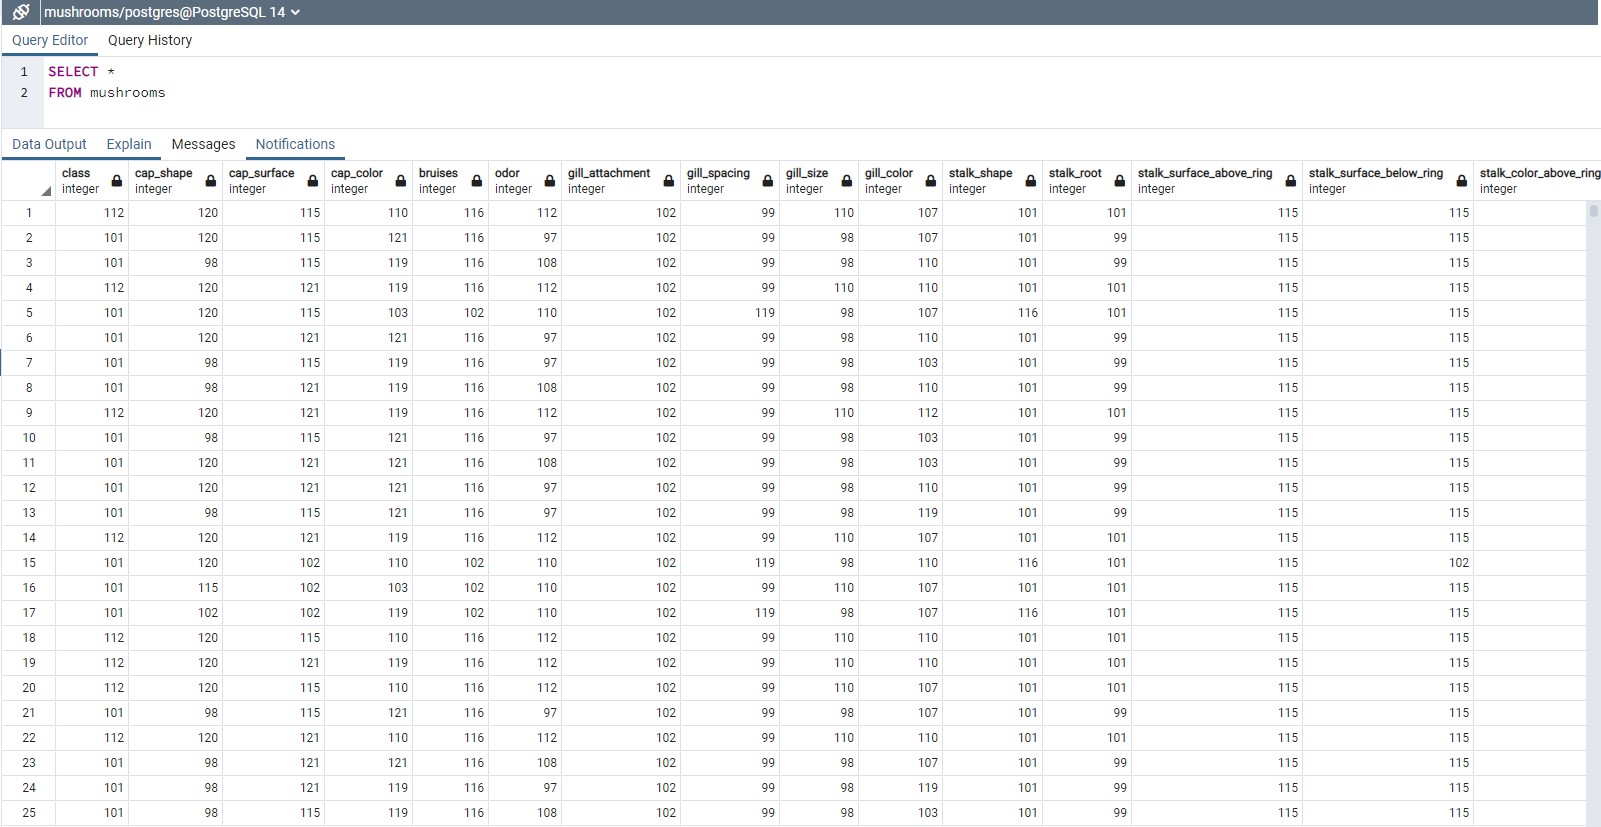 mushrooms/postgres@PostgreSQL 14
Query Editor Query History
1 SELECT *
2 FROM mushrooms
Data Output Explain Messages Notifications
class cap_shape cap_surface cap_color bruises odor gill_attachment gill_spacing gill_size gill_color stalk_shape stalk_root stalk_surface_above_ring stalk_surface_below_ring stalk_color_above_ring
integer integer integer integer integer integer integer integer integer integer integer integer integer integer integer
1 112 120 115 110 116 112 102 99 110 107 101 101 115 115
2 101 120 115 121 116 97 102 99 98 107 101 99 115 115
3 101 98 115 119 116 108 102 99 98 110 101 99 115 115
4 112 120 121 119 116 112 102 99 110 110 101 101 115 115
5 101 120 115 103 102 110 102 119 98 107 116 101 115 115
6 101 120 121 121 116 97 102 99 98 110 101 99 115 115
7 101 98 115 119 116 97 102 99 98 103 101 99 115 115
8 101 98 121 119 116 108 102 99 98 110 101 99 115 115
9 112 120 121 119 116 112 102 99 110 112 101 101 115 115
10 101 98 115 121 116 97 102 99 98 103 101 99 115 115
11 101 120 121 121 116 108 102 99 98 103 101 99 115 115
12 101 120 121 121 116 97 102 99 98 110 101 99 115 115
13 101 98 115 121 116 97 102 99 98 119 101 99 115 115
14 112 120 121 119 116 112 102 99 110 107 101 101 115 115
15 101 120 102 110 102 110 102 119 98 110 116 101 115 102
16 101 115 102 103 102 110 102 99 110 107 101 101 115 115
17 101 102 102 119 102 110 102 119 98 107 116 101 115 115
18 112 120 115 110 116 112 102 99 110 110 101 101 115 115
19 112 120 121 119 116 112 102 99 110 110 101 101 115 115
20 112 120 115 110 116 112 102 99 110 107 101 101 115 115
21 101 98 115 121 116 97 102 99 98 107 101 99 115 115
22 112 120 121 110 116 112 102 99 110 110 101 101 115 115
23 101 98 121 121 116 108 102 99 98 107 101 99 115 115
24 101 98 121 119 116 97 102 99 98 119 101 99 115 115
25 101 98 115 119 116 108 102 99 98 103 101 99 115 115